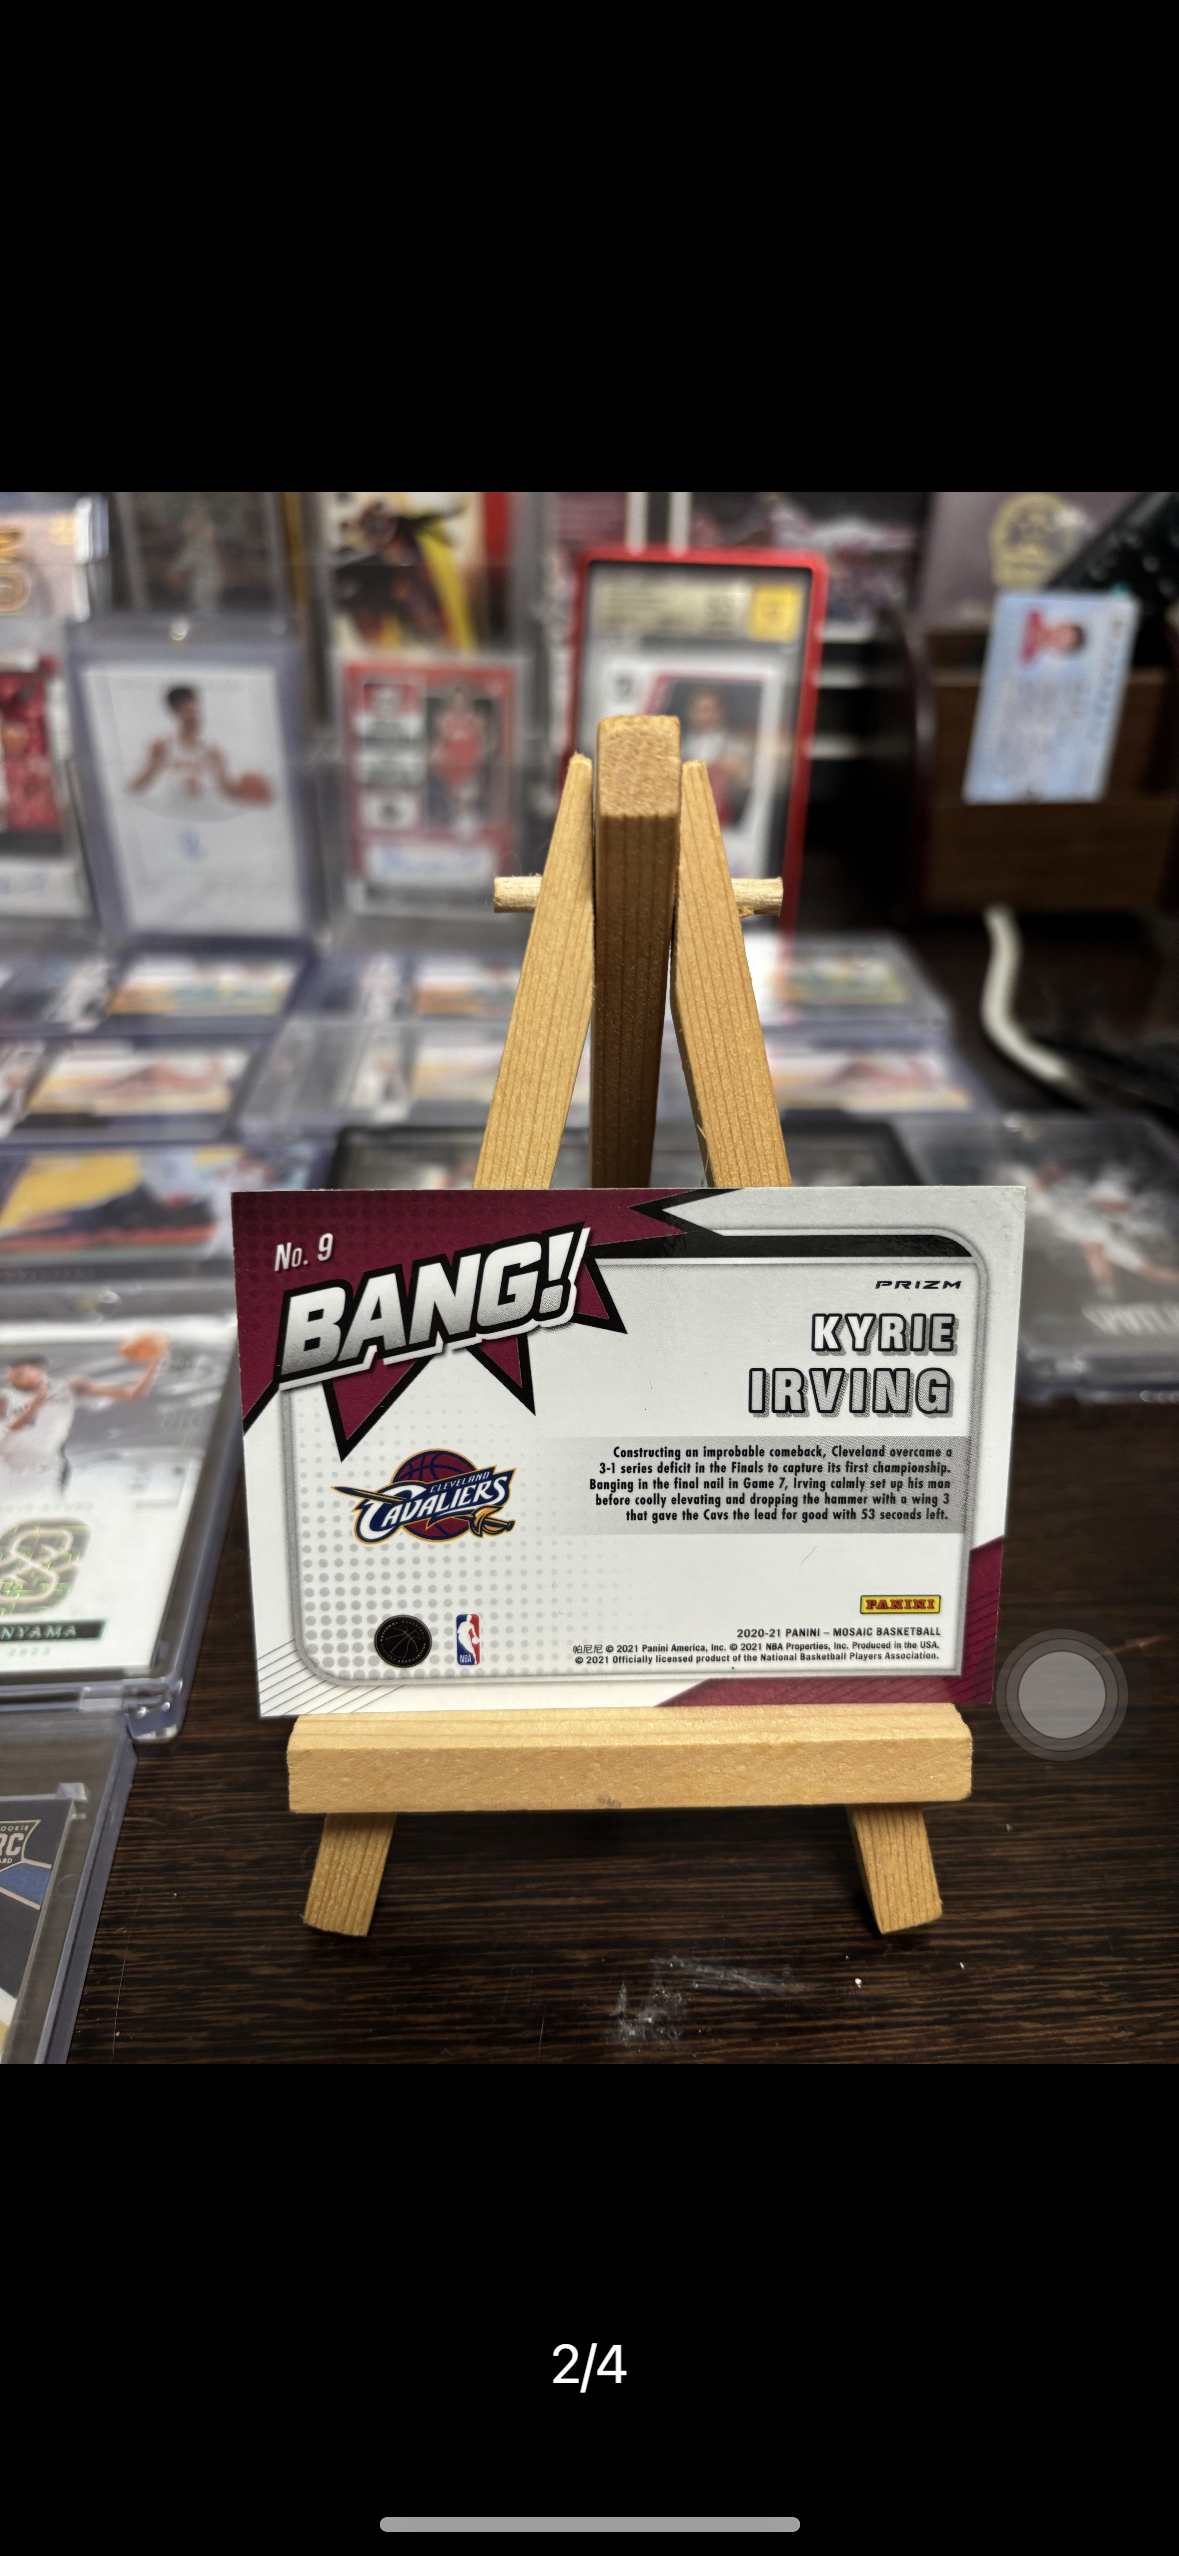 No. 9
BANG!
PRIZM
KYRIE
IRVING
Constructing an improbable comeback, Cleveland overcame a
3-1 series deficit in the Finals to capture its first championship.
Banging in the final nail in Game 7, Irving calmly set up his man
before coolly elevating and dropping the hammer with a wing 3
that gave the Cavs the lead for good with 53 seconds left.
CLEVELAND
CAVALIERS
PANINI
NBA
2020-21 PANINI – MOSAIC BASKETBALL
帕尼尼 © 2021 Panini America, Inc. © 2021 NBA Properties, Inc. Produced in the USA.
© 2021 Officially licensed product of the National Basketball Players Association.
NYAMA
RC
2/4